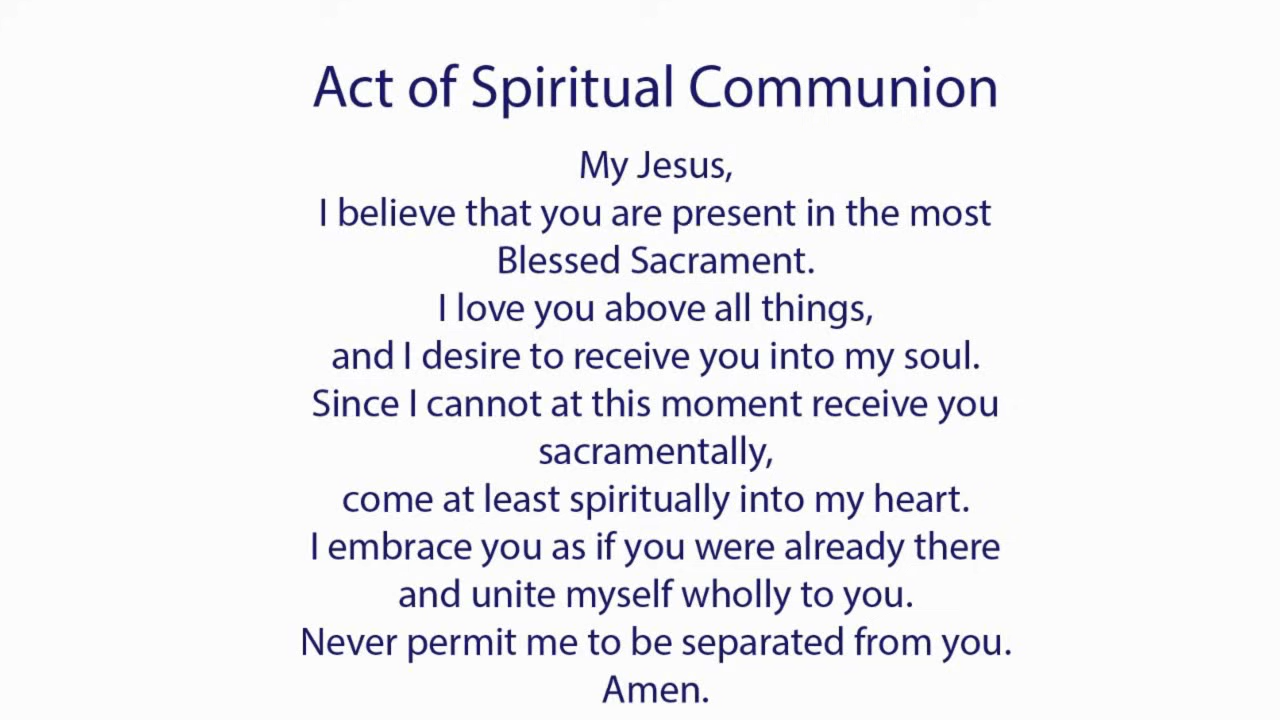 Act of Spiritual Communion
My Jesus,
I believe that you are present in the most
Blessed Sacrament.
I love you above all things,
and I desire to receive you into my soul.
Since I cannot at this moment receive you
sacramentally,
come at least spiritually into my heart.
I embrace you as if you were already there
and unite myself wholly to you.
Never permit me to be separated from you.
Amen.